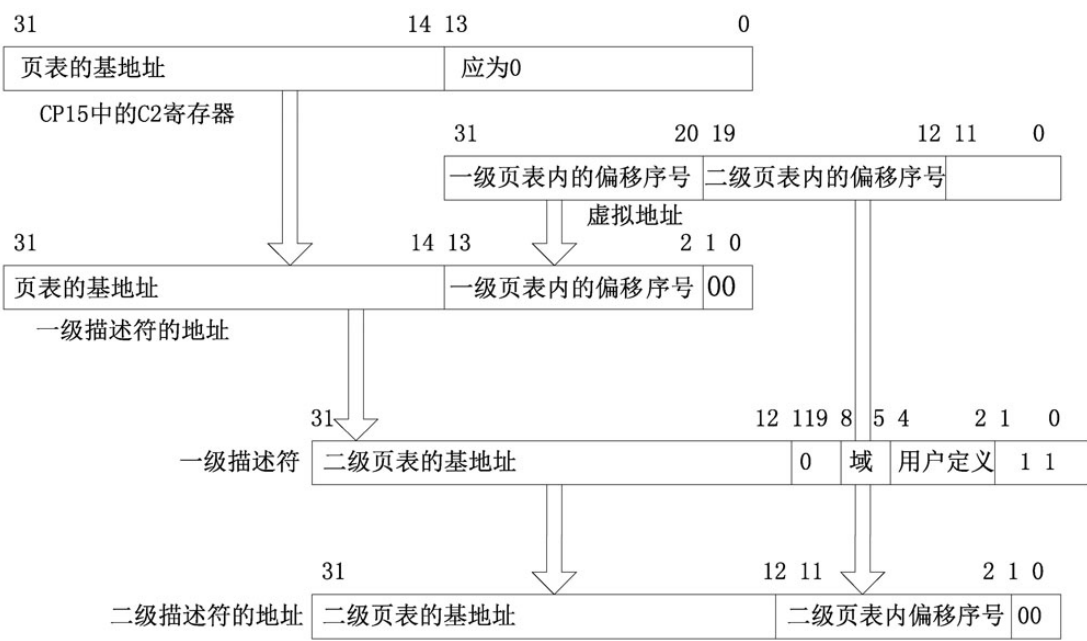 31 14 13 0
页表的基地址 应为0
CP15中的C2寄存器
31 20 19 12 11 0
一级页表内的偏移序号 二级页表内的偏移序号
虚拟地址
31 14 13 2 1 0
页表的基地址 一级页表内的偏移序号 00
一级描述符的地址
31 12 119 8 5 4 2 1 0
一级描述符 二级页表的基地址 0 域 用户定义 1 1
31 12 11 2 1 0
二级描述符的地址 二级页表的基地址 二级页表内偏移序号 00